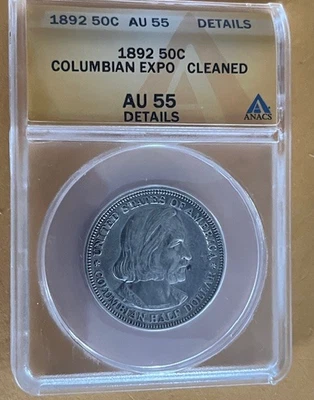 1892 50C AU 55 DETAILS
1892 50C
COLUMBIAN EXPO CLEANED
AU 55
DETAILS
ANACS
UNITED STATES OF AMERICA
COLUMBIAN HALF DOLLAR